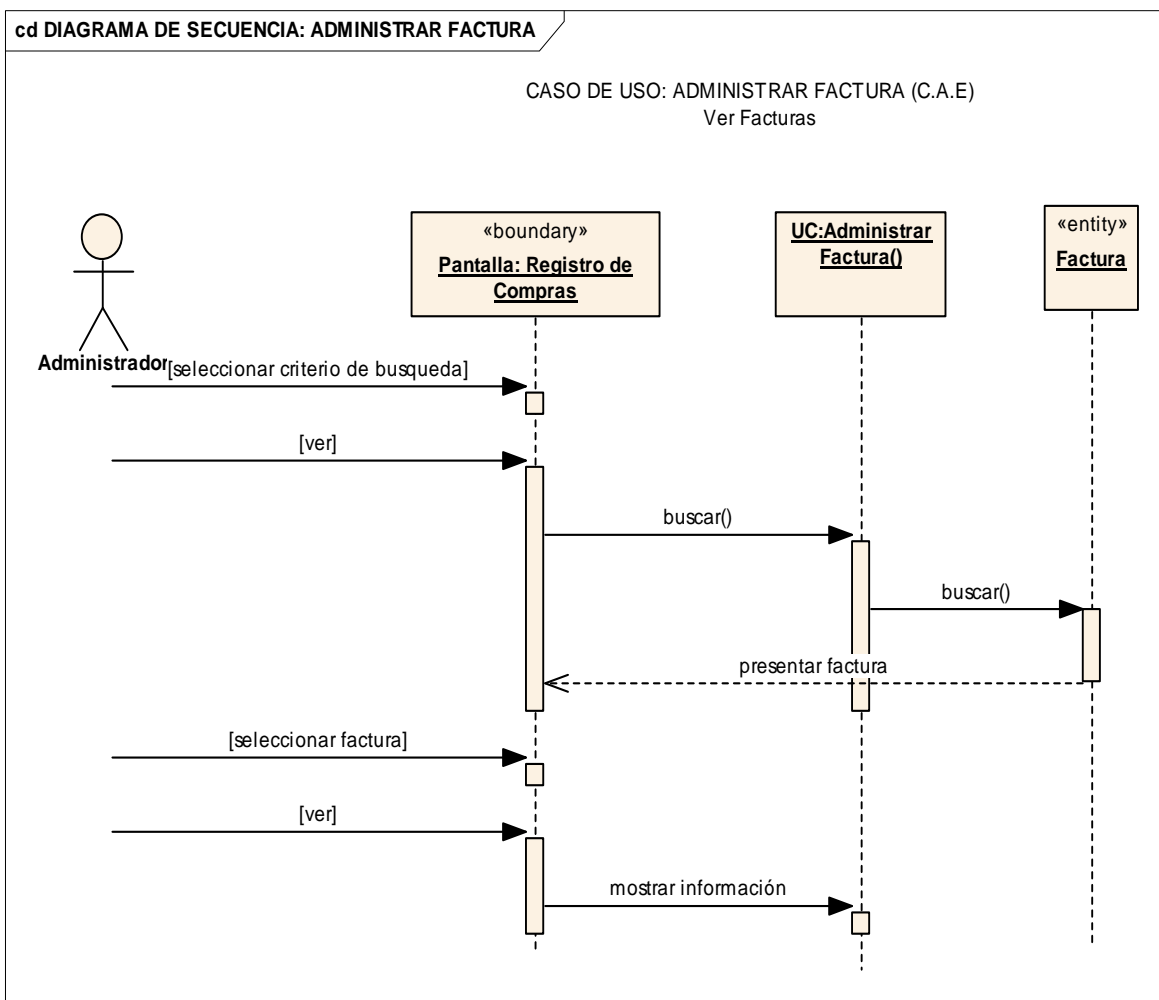 cd DIAGRAMA DE SECUENCIA: ADMINISTRAR FACTURA
CASO DE USO: ADMINISTRAR FACTURA (C.A.E)
Ver Facturas
Administrador
«boundary»
Pantalla: Registro de
Compras
UC:Administrar
Factura()
«entity»
Factura
[seleccionar criterio de busqueda]
[ver]
buscar()
buscar()
presentar factura
[seleccionar factura]
[ver]
mostrar información